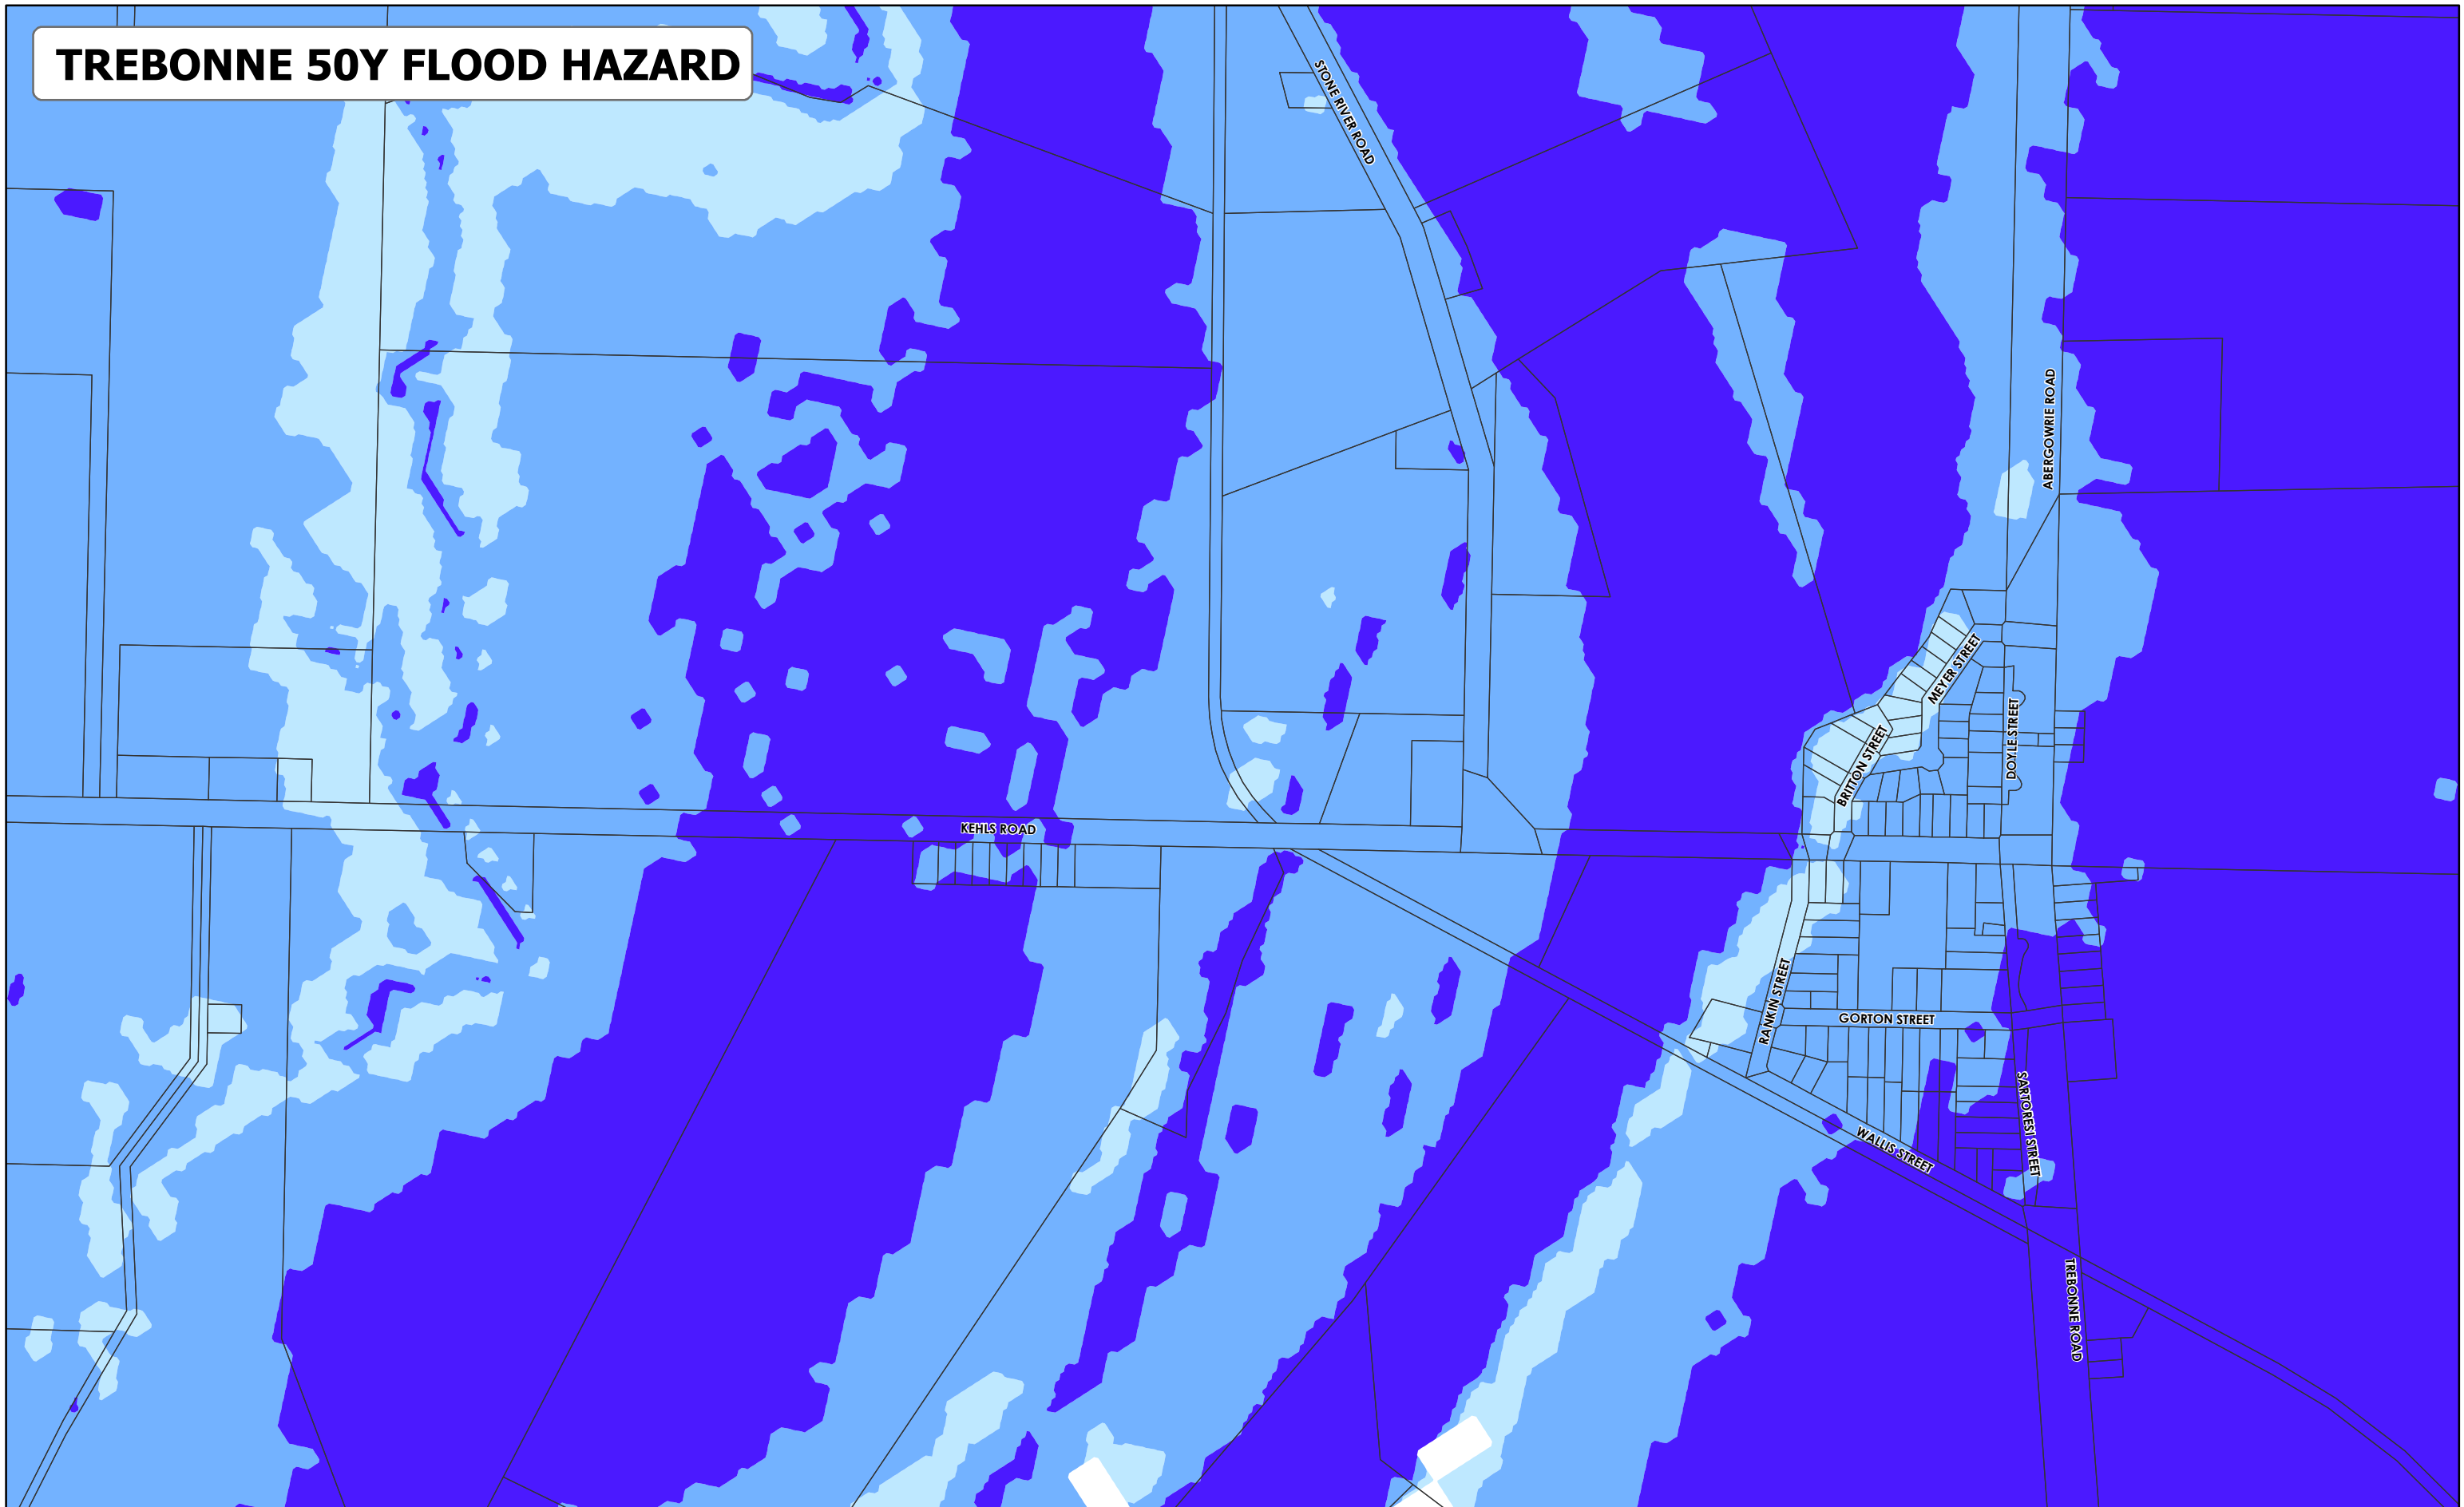 TREBONNE 50Y FLOOD HAZARD
STONE RIVER ROAD
ABERGOWRIE ROAD
MEYER STREET
DOYLE STREET
BRITTON STREET
KEHLS ROAD
RANKIN STREET
GORTON STREET
SARTORESI STREET
WALLIS STREET
TREBONNE ROAD